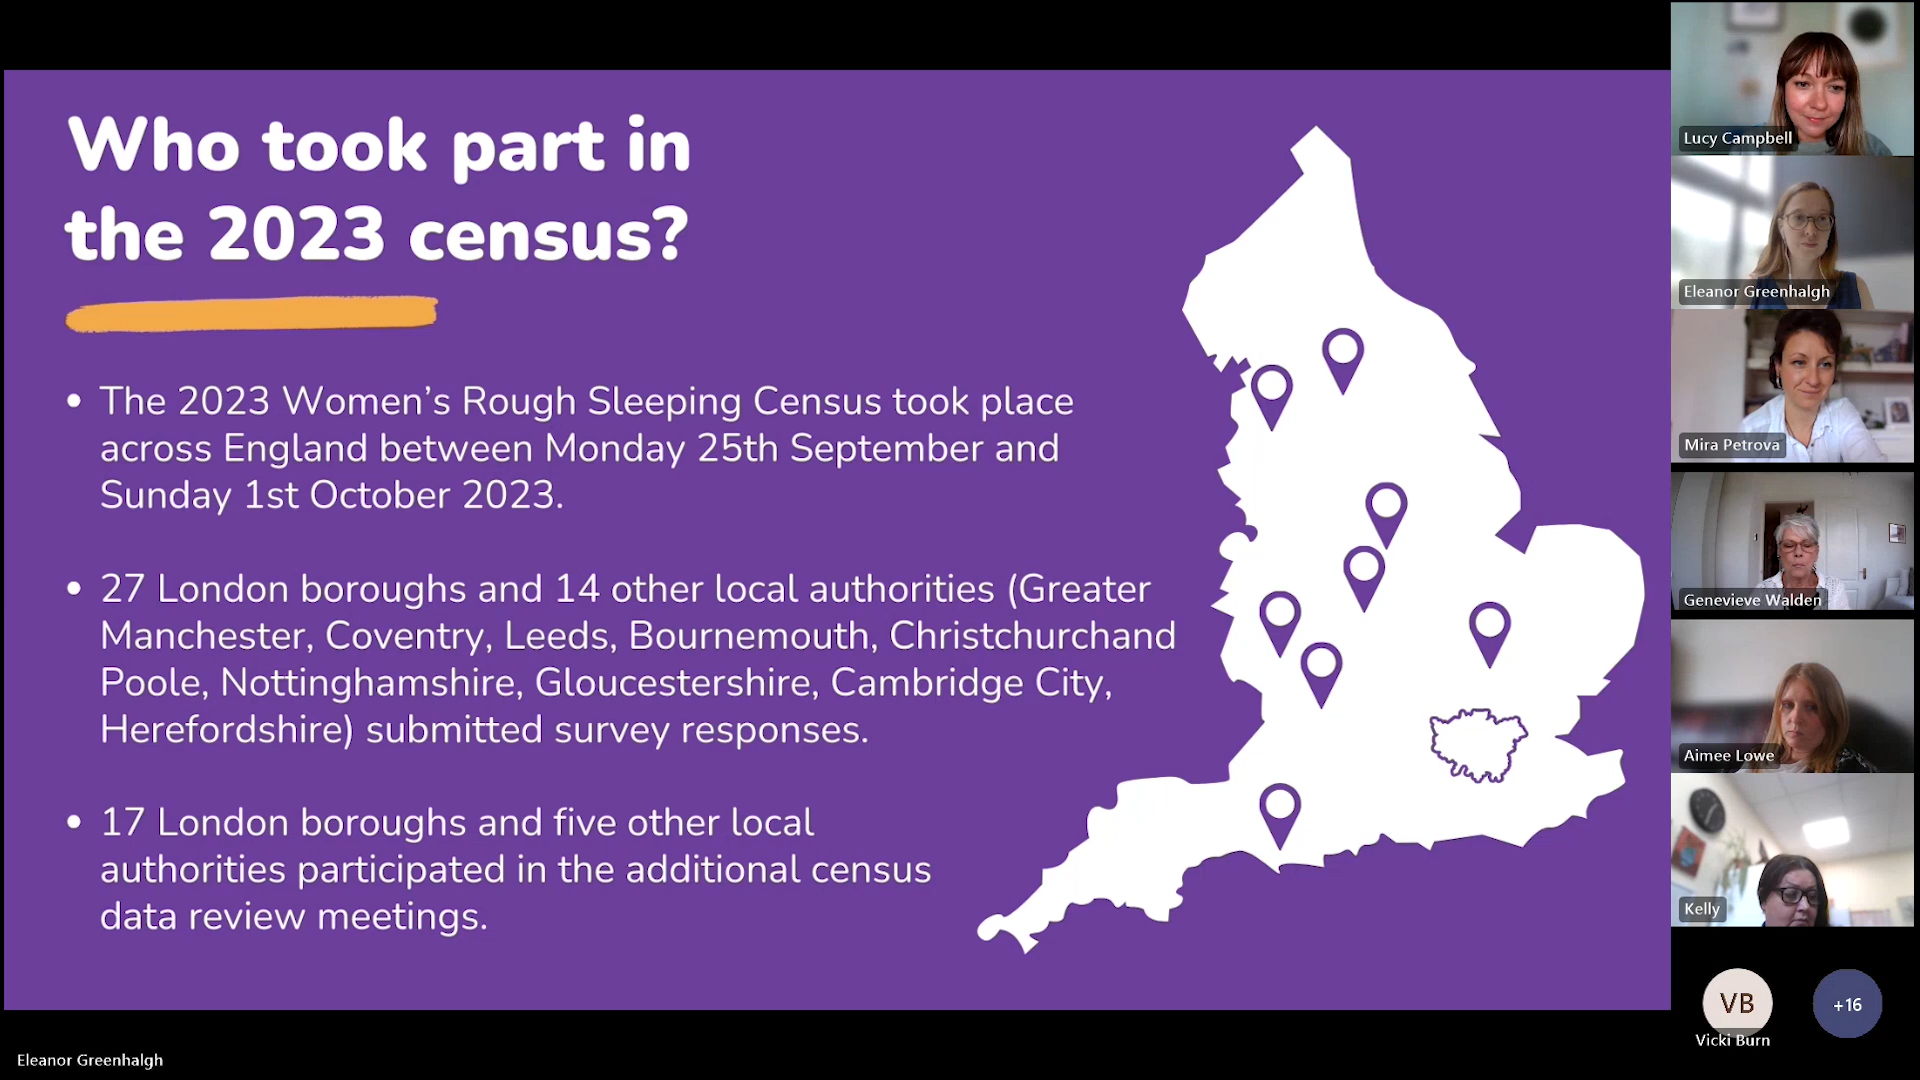 Who took part in
the 2023 census?
• The 2023 Women’s Rough Sleeping Census took place
across England between Monday 25th September and
Sunday 1st October 2023.
• 27 London boroughs and 14 other local authorities (Greater
Manchester, Coventry, Leeds, Bournemouth, Christchurchand
Poole, Nottinghamshire, Gloucestershire, Cambridge City,
Herefordshire) submitted survey responses.
• 17 London boroughs and five other local
authorities participated in the additional census
data review meetings.
Lucy Campbell
Eleanor Greenhalgh
Mira Petrova
Genevieve Walden
Aimee Lowe
Kelly
VB
+16
Vicki Burn
Eleanor Greenhalgh